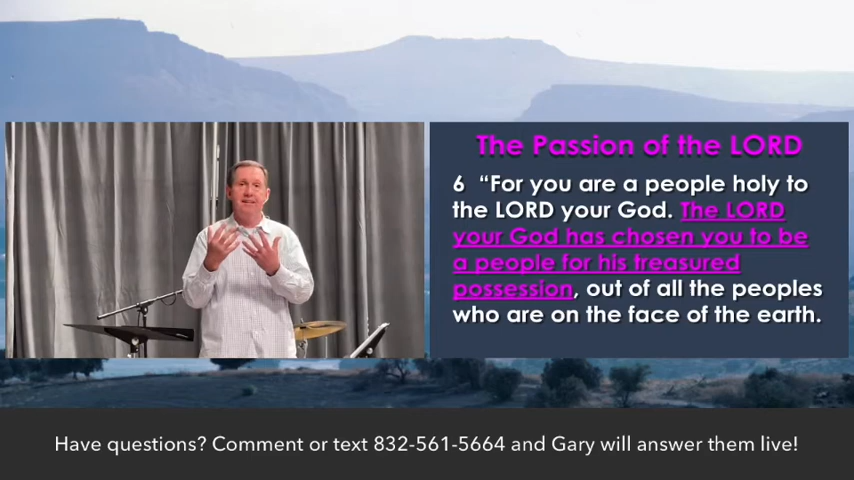 The Passion of the LORD
6 “For you are a people holy to
the LORD your God. The LORD
your God has chosen you to be
a people for his treasured
possession, out of all the peoples
who are on the face of the earth.
Have questions? Comment or text 832-561-5664 and Gary will answer them live!